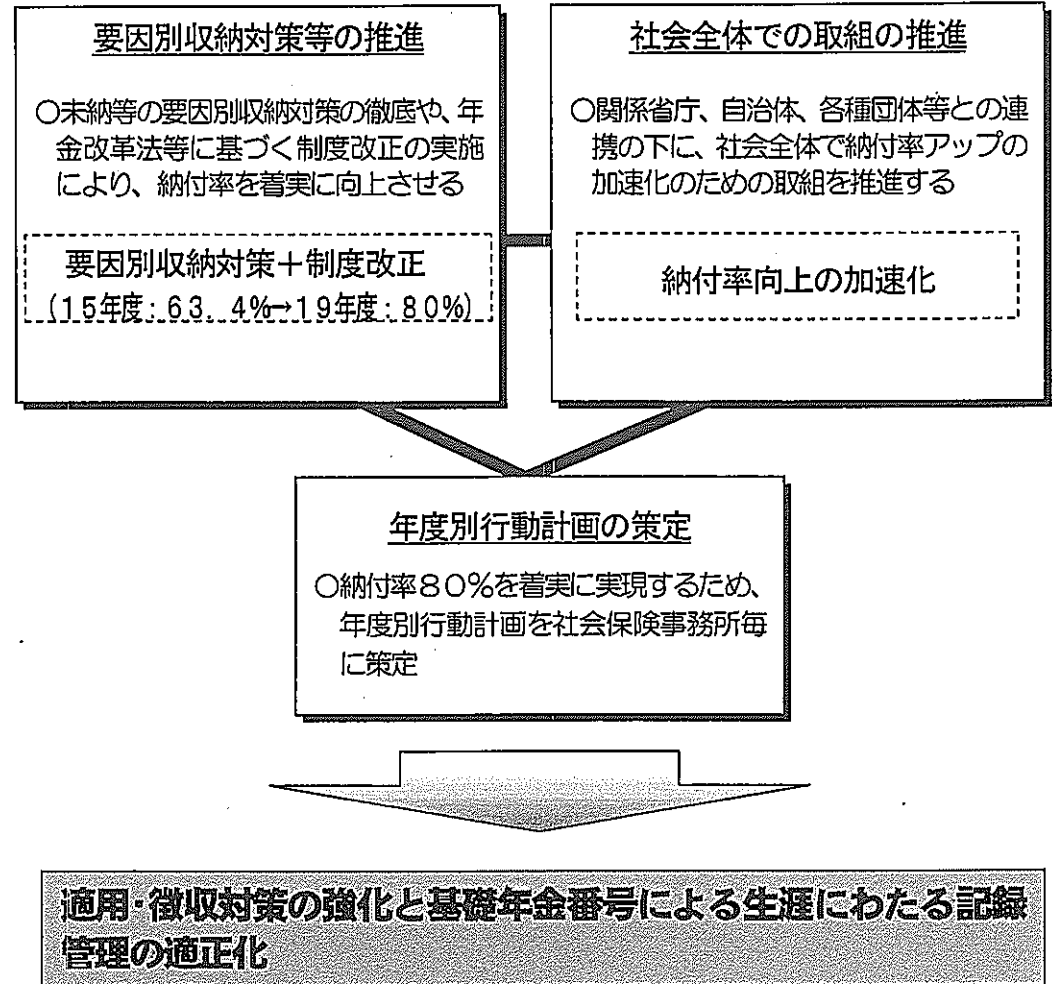 要因別収納対策等の推進
○未納等の要因別収納対策の徹底や、年
金改革法等に基づく制度改正の実施
により、納付率を着実に向上させる
要因別収納対策+制度改正
(15年度:63.4%→19年度:80%)
社会全体での取組の推進
○関係省庁、自治体、各種団体等との連
携の下に、社会全体で納付率アップの
加速化のための取組を推進する
納付率向上の加速化
年度別行動計画の策定
○納付率80%を着実に実現するため、
年度別行動計画を社会保険事務所毎
に策定
適用・徴収対策の強化と基礎年金番号による生涯にわたる記録
管理の適正化